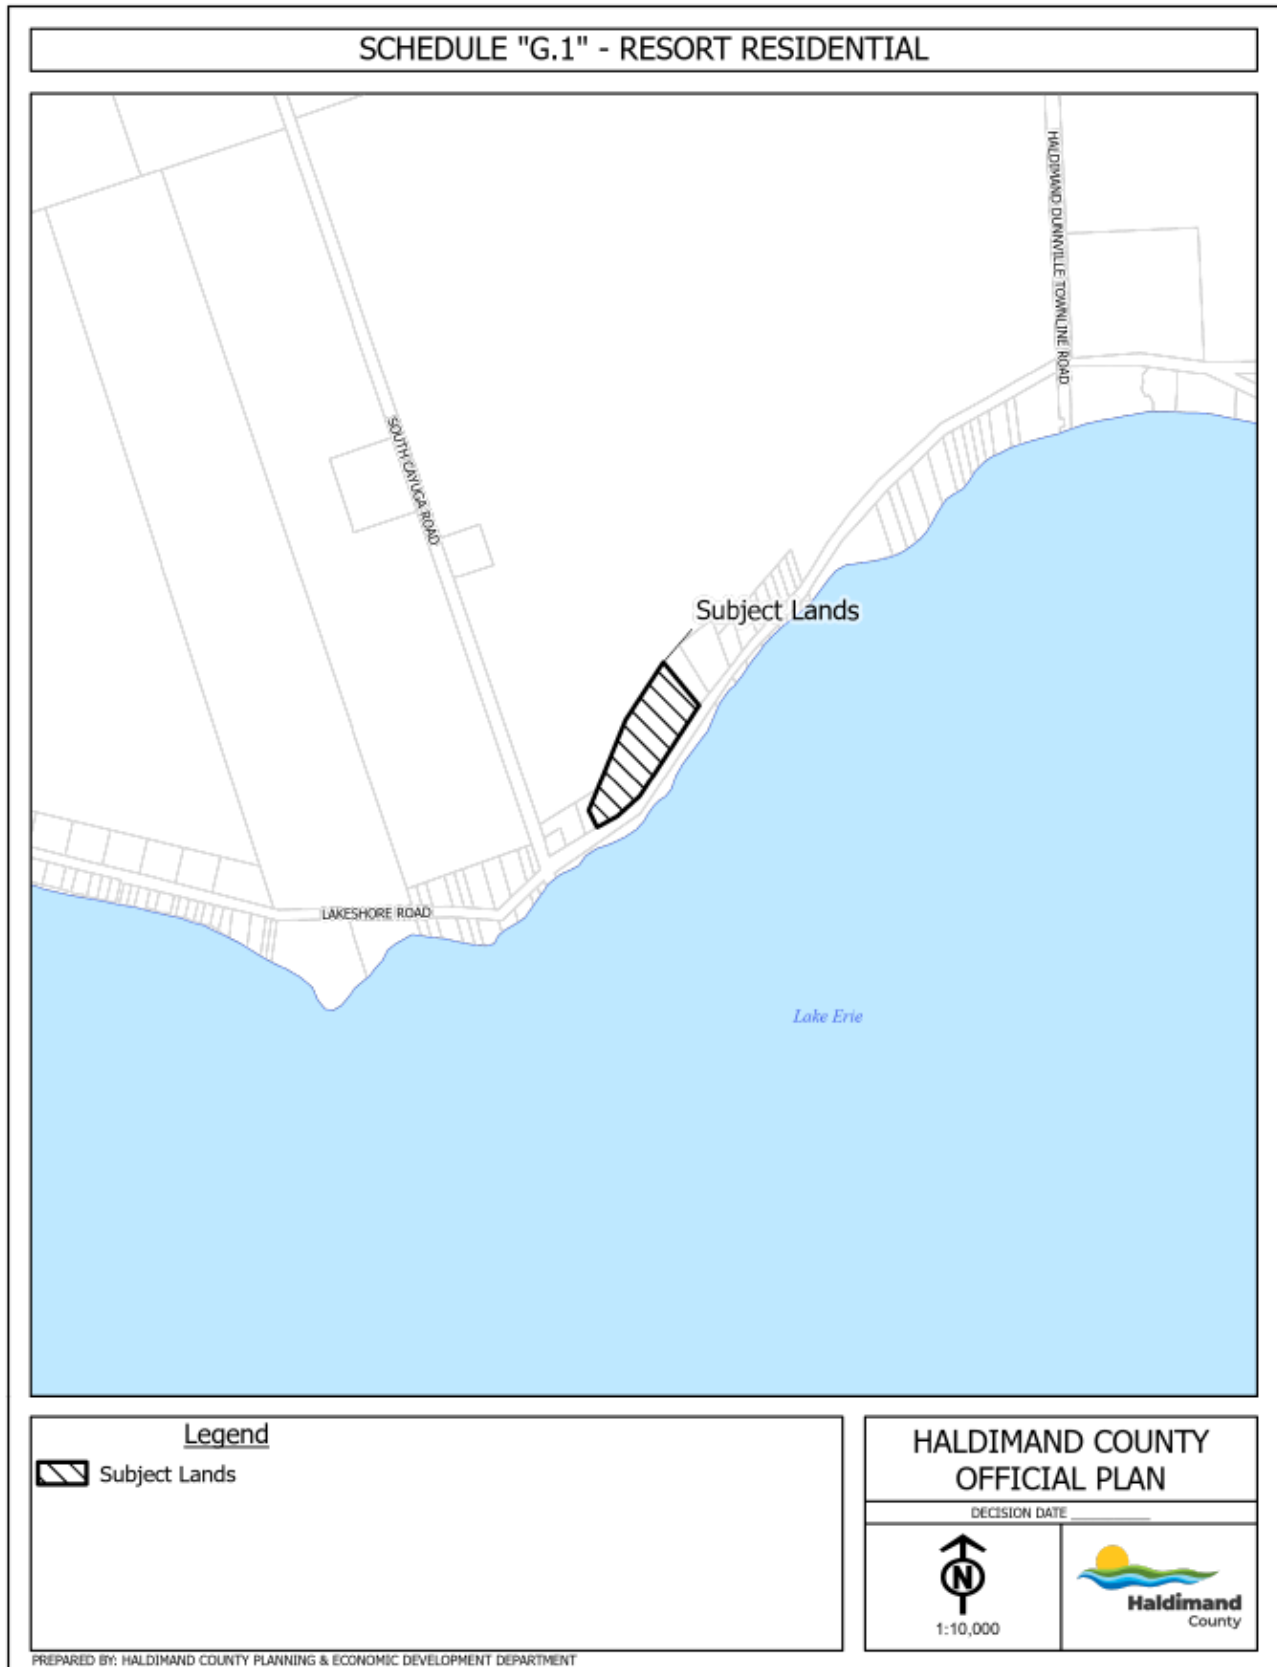 SCHEDULE "G.1" - RESORT RESIDENTIAL
HALDIMAND DUNNVILLE TOWNLINE ROAD
SOUTH CAYUGA ROAD
Subject Lands
LAKESHORE ROAD
Lake Erie
Legend
Subject Lands
HALDIMAND COUNTY
OFFICIAL PLAN
DECISION DATE __________
N
1:10,000
Haldimand
County
PREPARED BY: HALDIMAND COUNTY PLANNING & ECONOMIC DEVELOPMENT DEPARTMENT